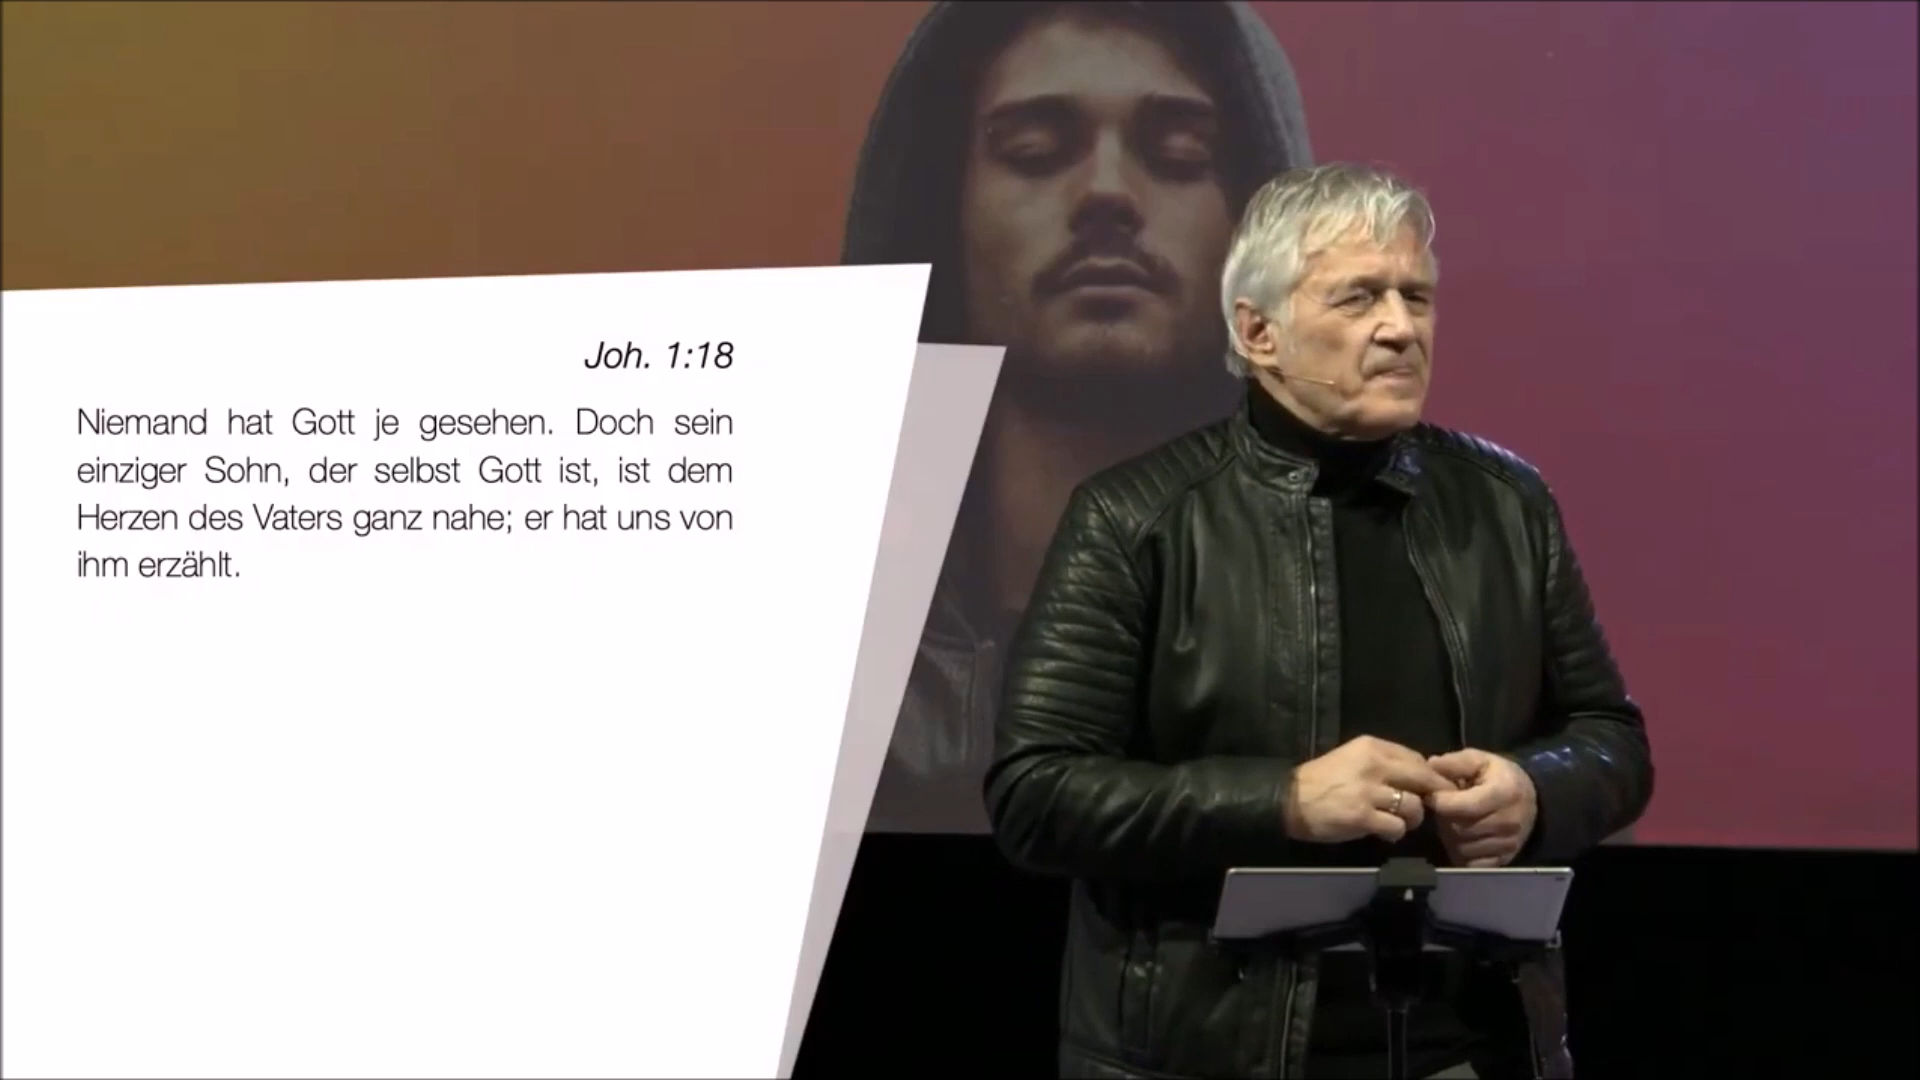 Joh. 1:18
Niemand hat Gott je gesehen. Doch sein
einziger Sohn, der selbst Gott ist, ist dem
Herzen des Vaters ganz nahe; er hat uns von
ihm erzählt.